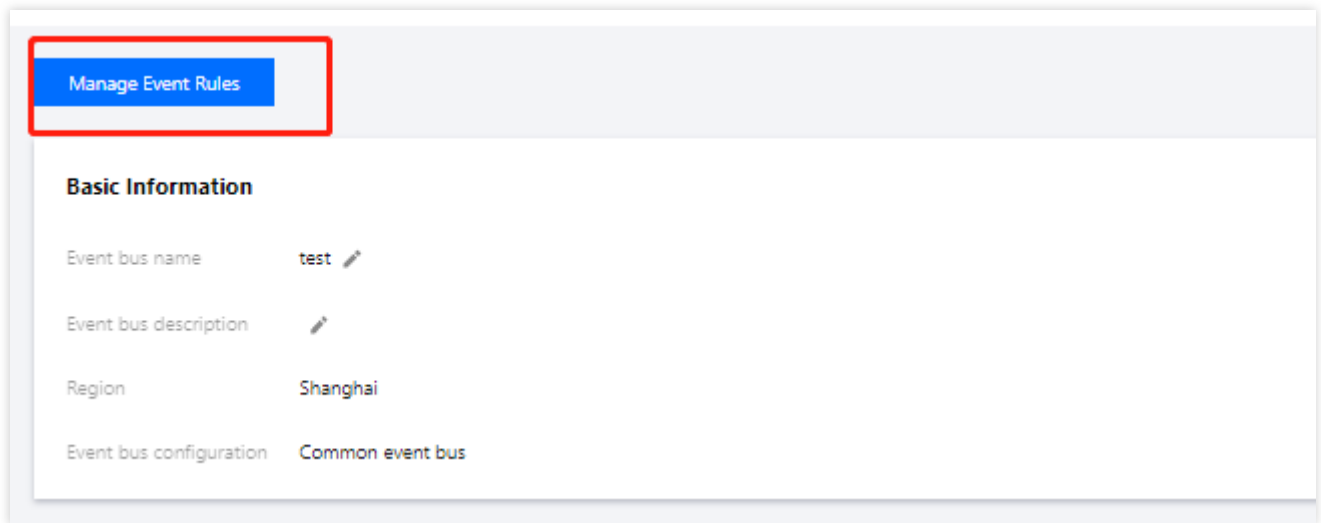 Manage Event Rules
Basic Information
Event bus name test
Event bus description
Region Shanghai
Event bus configuration Common event bus